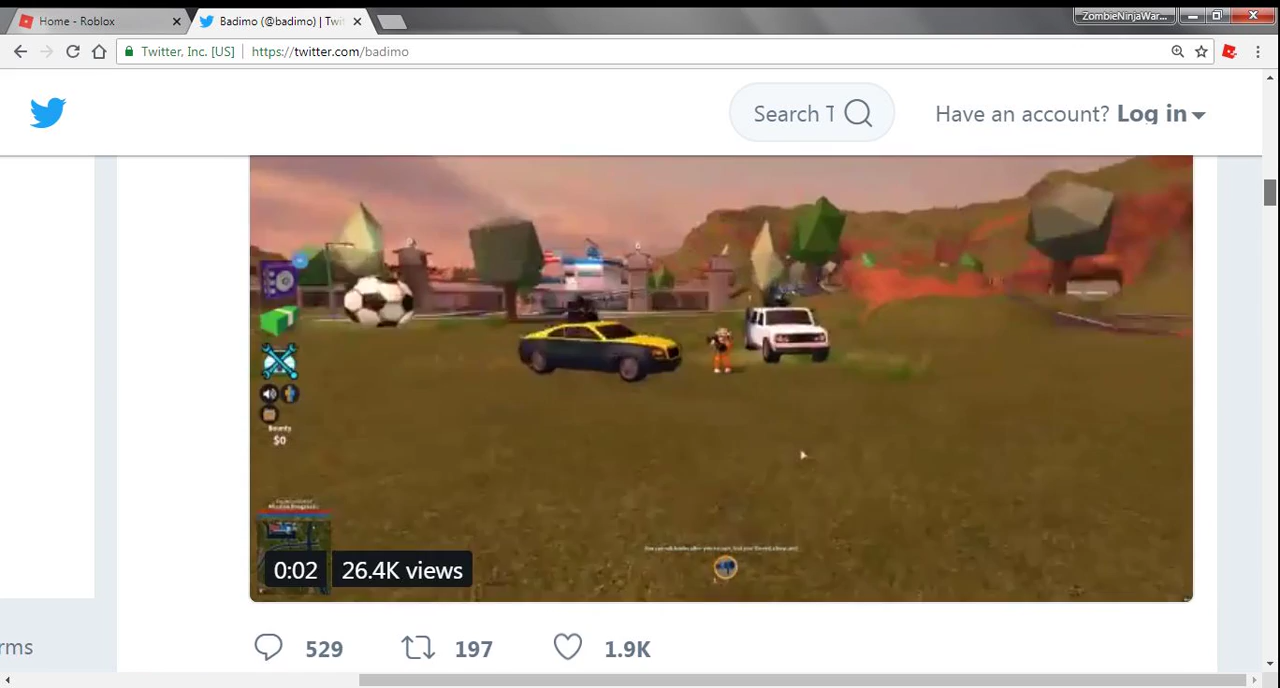 Home - Roblox
Badimo (@badimo) | Twi
ZombieNinjaWar...
Twitter, Inc. [US] | https://twitter.com/badimo
Search T
Have an account? Log in
Bounty
$0
0:02
26.4K views
529
197
1.9K
rms